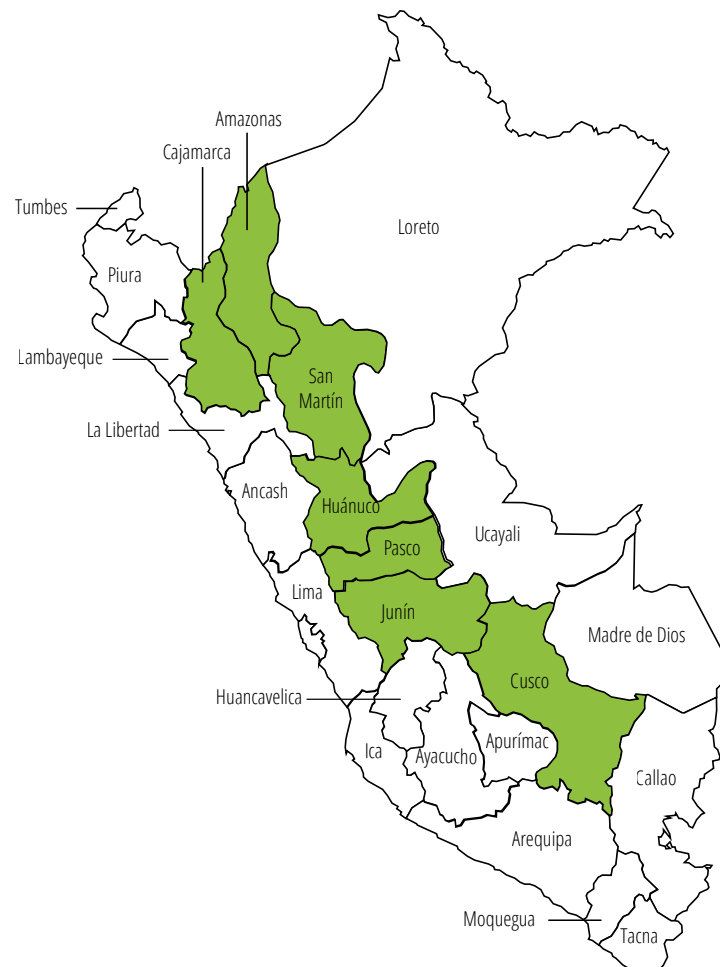 Amazonas
Cajamarca
Tumbes
Loreto
Piura
Lambayeque
San
Martín
La Libertad
Ancash
Huánuco
Ucayali
Pasco
Lima
Junín
Madre de Dios
Cusco
Huancavelica
Ica
Ayacucho
Apurímac
Callao
Arequipa
Moquegua
Tacna